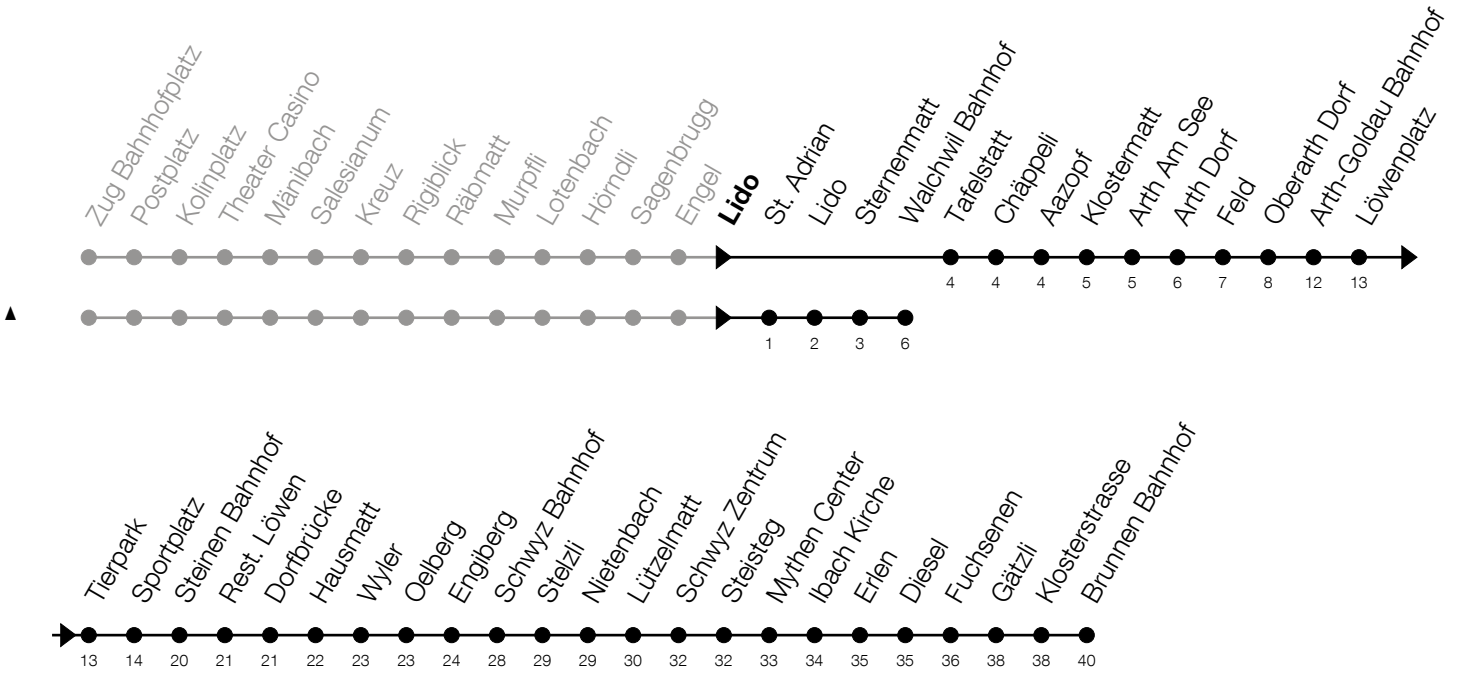 Zug Bahnhofplatz
Postplatz
Kolinplatz
Theater Casino
Mänibach
Salesianum
Kreuz
Rigiblick
Räbmatt
Murpfli
Lotenbach
Hörndli
Sagenbrugg
Engel
Lido
St. Adrian
Lido
Sternenmatt
Walchwil Bahnhof
Tafelstatt
Chäppeli
Aazopf
Klostermatt
Arth Am See
Arth Dorf
Feld
Oberarth Dorf
Arth-Goldau Bahnhof
Löwenplatz
4 4 4 5 5 6 7 8 12 13
1 2 3 6
Tierpark
Sportplatz
Steinen Bahnhof
Rest. Löwen
Dorfbrücke
Hausmatt
Wyler
Oelberg
Engiberg
Schwyz Bahnhof
Stelzli
Nietenbach
Lützelmatt
Schwyz Zentrum
Steisteg
Mythen Center
Ibach Kirche
Erlen
Diesel
Fuchsenen
Gätzli
Klosterstrasse
Brunnen Bahnhof
13 14 20 21 21 22 23 23 24 28 29 29 30 32 32 33 34 35 35 36 38 38 40